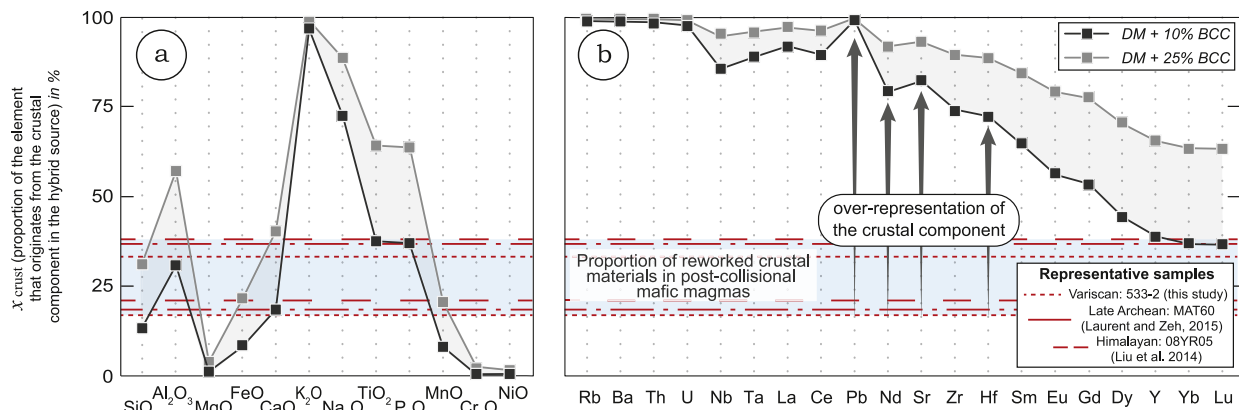 x crust (proportion of the element
that originates from the crustal
component in the hybrid source) in %
100
75
50
25
0
a
SiO
Al2O3
MgO
FeO
CaO
K2O
Na O
TiO2
P O
MnO
Cr O
NiO
b
DM + 10% BCC
DM + 25% BCC
over-representation of
the crustal component
Proportion of reworked crustal
materials in post-collisional
mafic magmas
Representative samples
Variscan: 533-2 (this study)
Late Archean: MAT60
(Laurent and Zeh, 2015)
Himalayan: 08YR05
(Liu et al. 2014)
Rb Ba Th U Nb Ta La Ce Pb Nd Sr Zr Hf Sm Eu Gd Dy Y Yb Lu